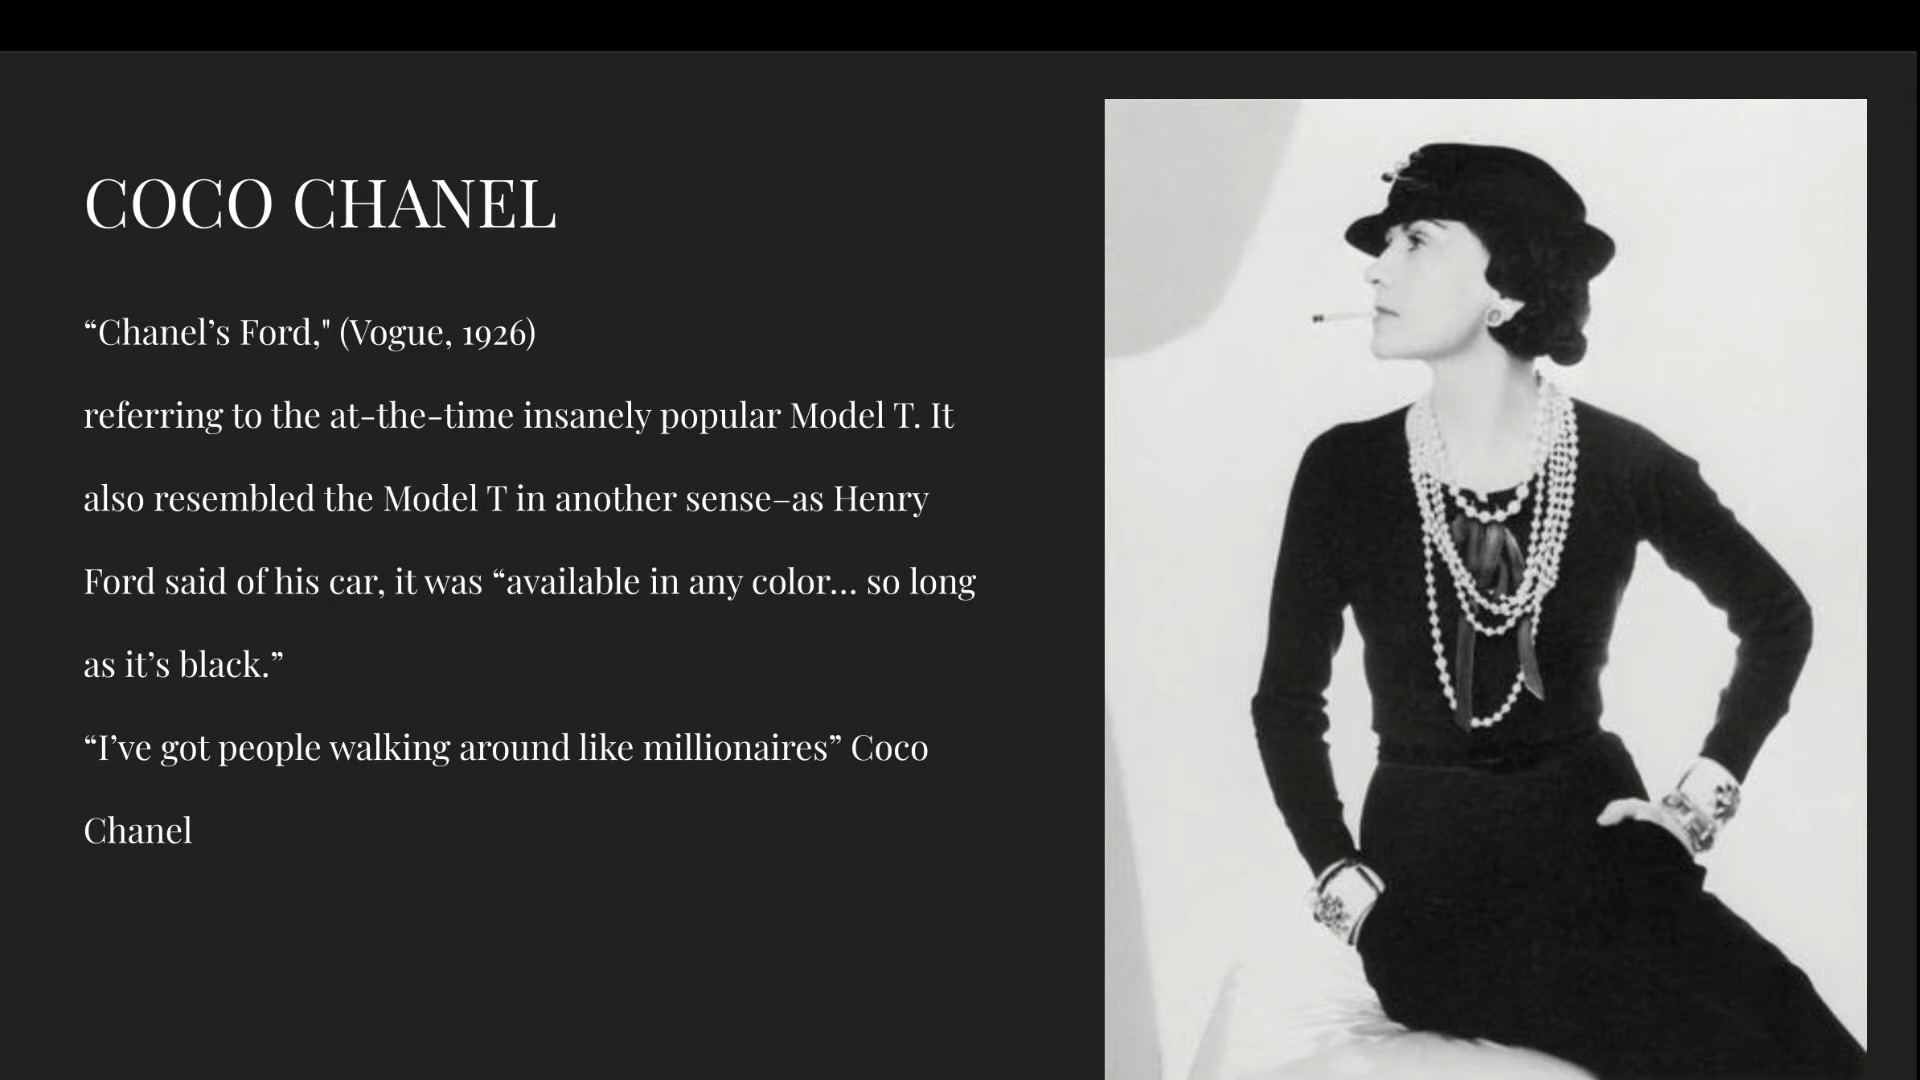 COCO CHANEL
“Chanel’s Ford," (Vogue, 1926)
referring to the at-the-time insanely popular Model T. It
also resembled the Model T in another sense–as Henry
Ford said of his car, it was “available in any color… so long
as it’s black.”
“I’ve got people walking around like millionaires” Coco
Chanel